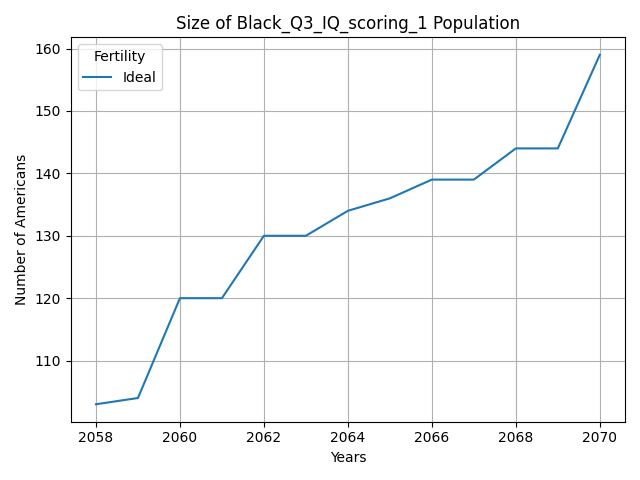 Size of Black_Q3_IQ_scoring_1 Population
Fertility
Ideal
Number of Americans
160
150
140
130
120
110
2058 2060 2062 2064 2066 2068 2070
Years